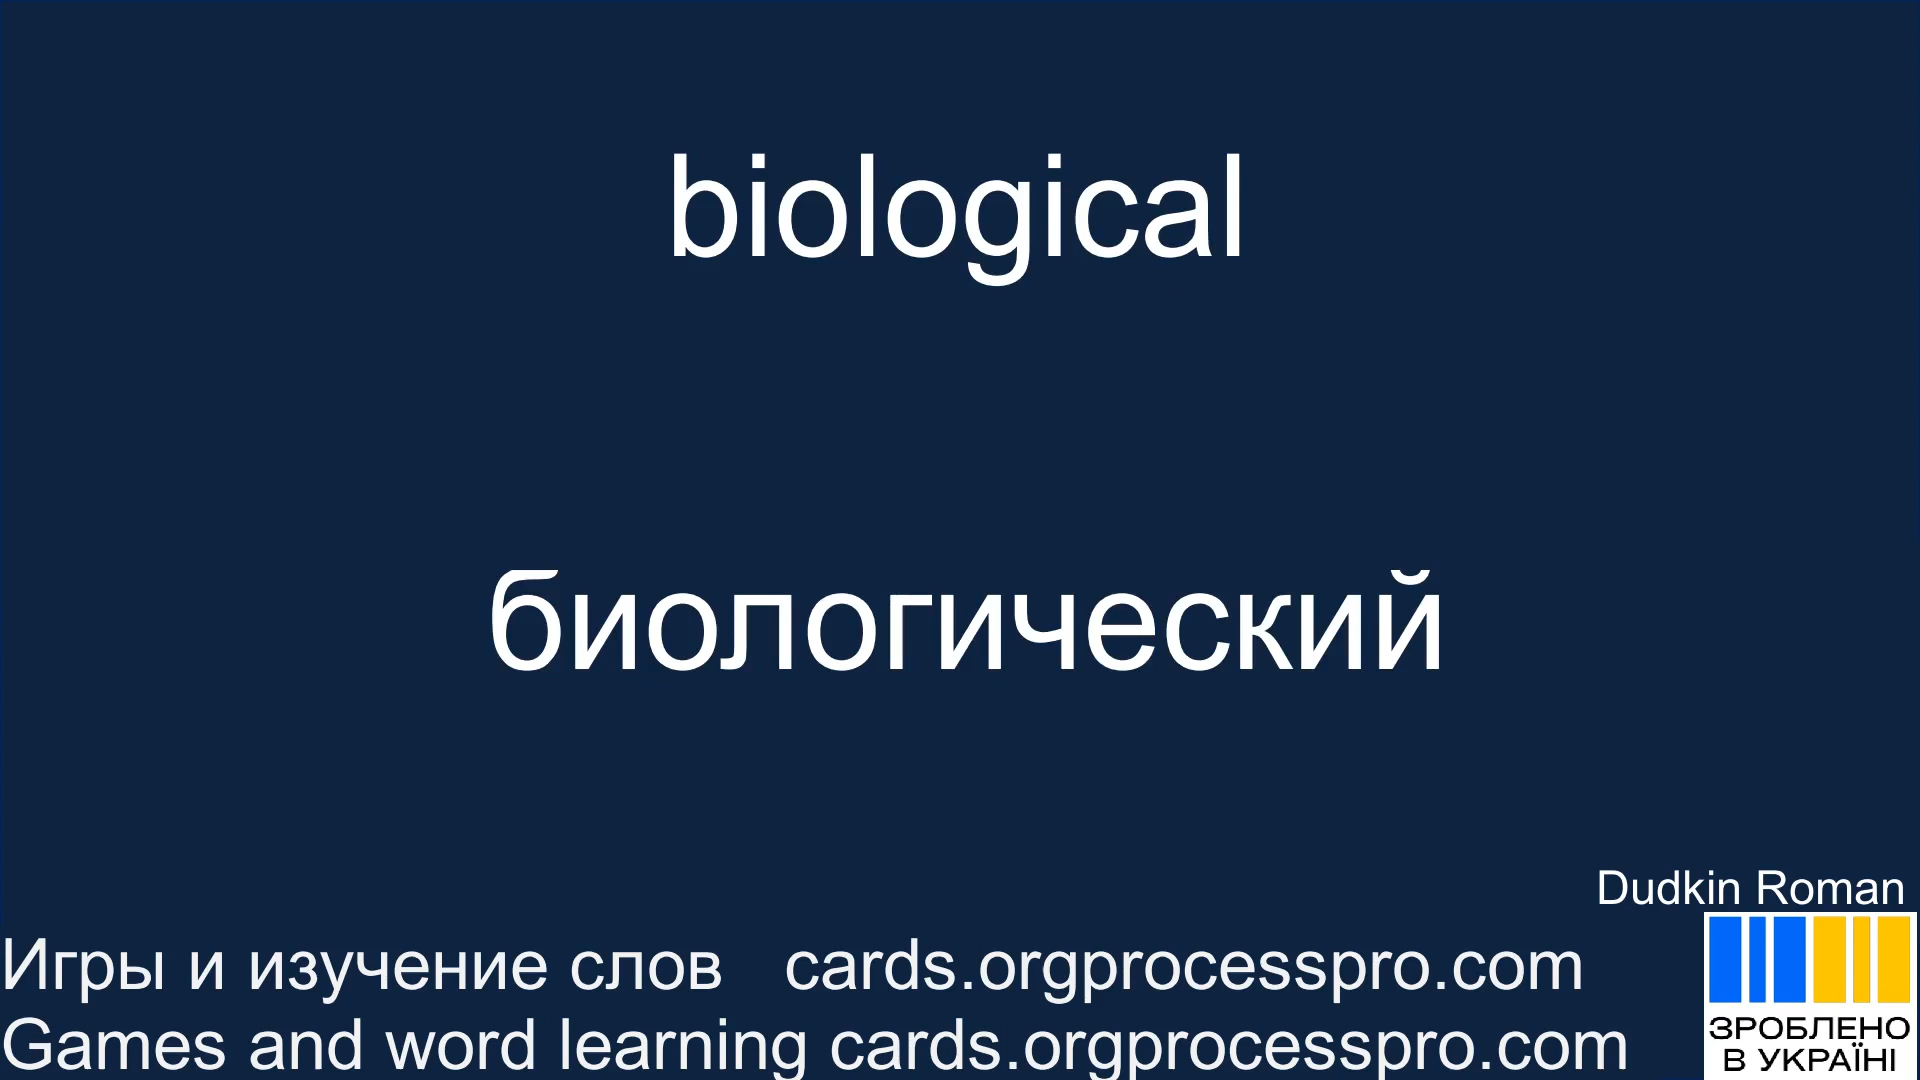 biological
биологический
Dudkin Roman
Игры и изучение слов cards.orgprocesspro.com
Games and word learning cards.orgprocesspro.com
ЗРОБЛЕНО
В УКРАЇНІ